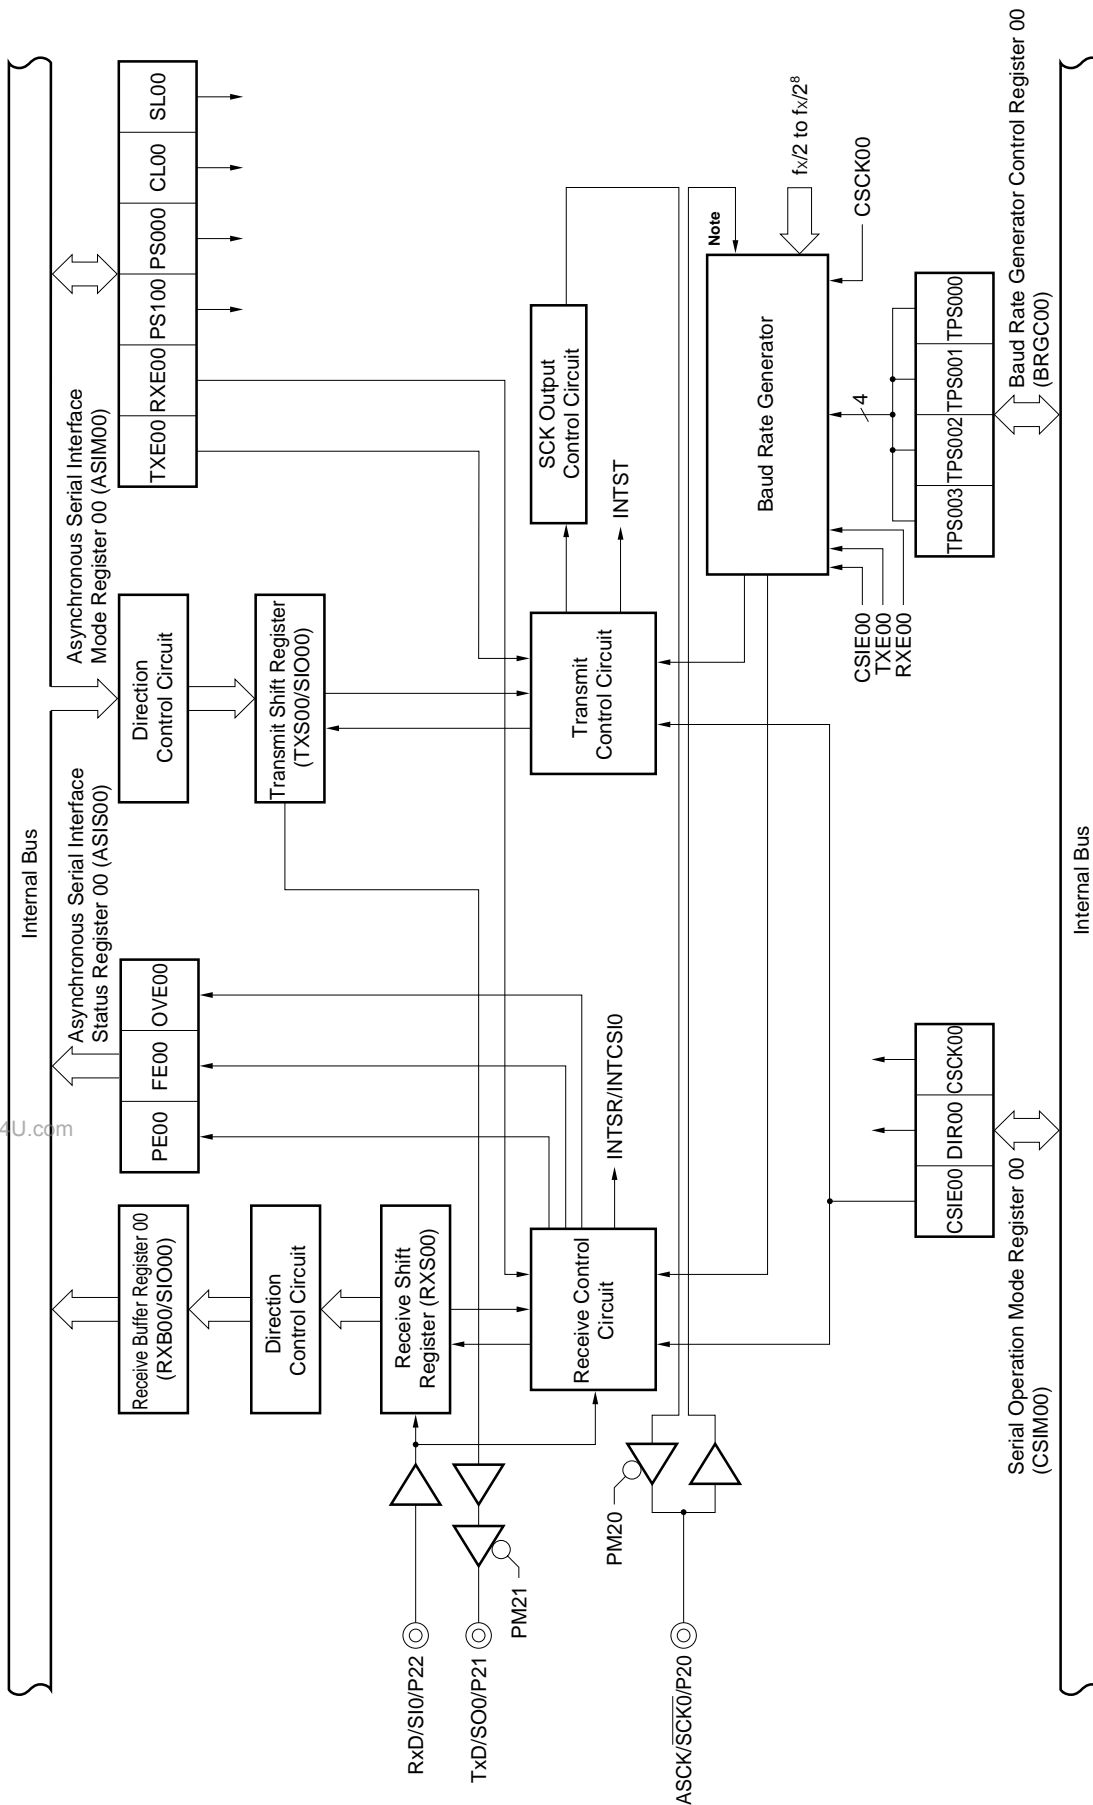 Internal Bus
Asynchronous Serial Interface
Status Register 00 (ASIS00)
Asynchronous Serial Interface
Mode Register 00 (ASIM00)
Receive Buffer Register 00
(RXB00/SIO000)
PE00 FE00 OVE00
Direction
Control Circuit
TXE00 RXE00 PS100 PS000 CL00 SL00
4U.com
Direction
Control Circuit
Transmit Shift Register
(TXS00/SIO00)
RxD/SI0/P22
Receive Shift
Register (RXS00)
TxD/SO0/P21
PM21
Receive Control
Circuit
INTSR/INTCSI0
Transmit
Control Circuit
INTST
SCK Output
Control Circuit
PM20
ASCK/SCK0/P20
Note
Baud Rate Generator
fX/2 to fX/2⁸
CSIE00
TXE00
RXE00
4
CSCK00
CSIE00 DIR00 CSCK00
TPS003 TPS002 TPS001 TPS000
Serial Operation Mode Register 00
(CSIM00)
Baud Rate Generator Control Register 00
(BRGC00)
Internal Bus